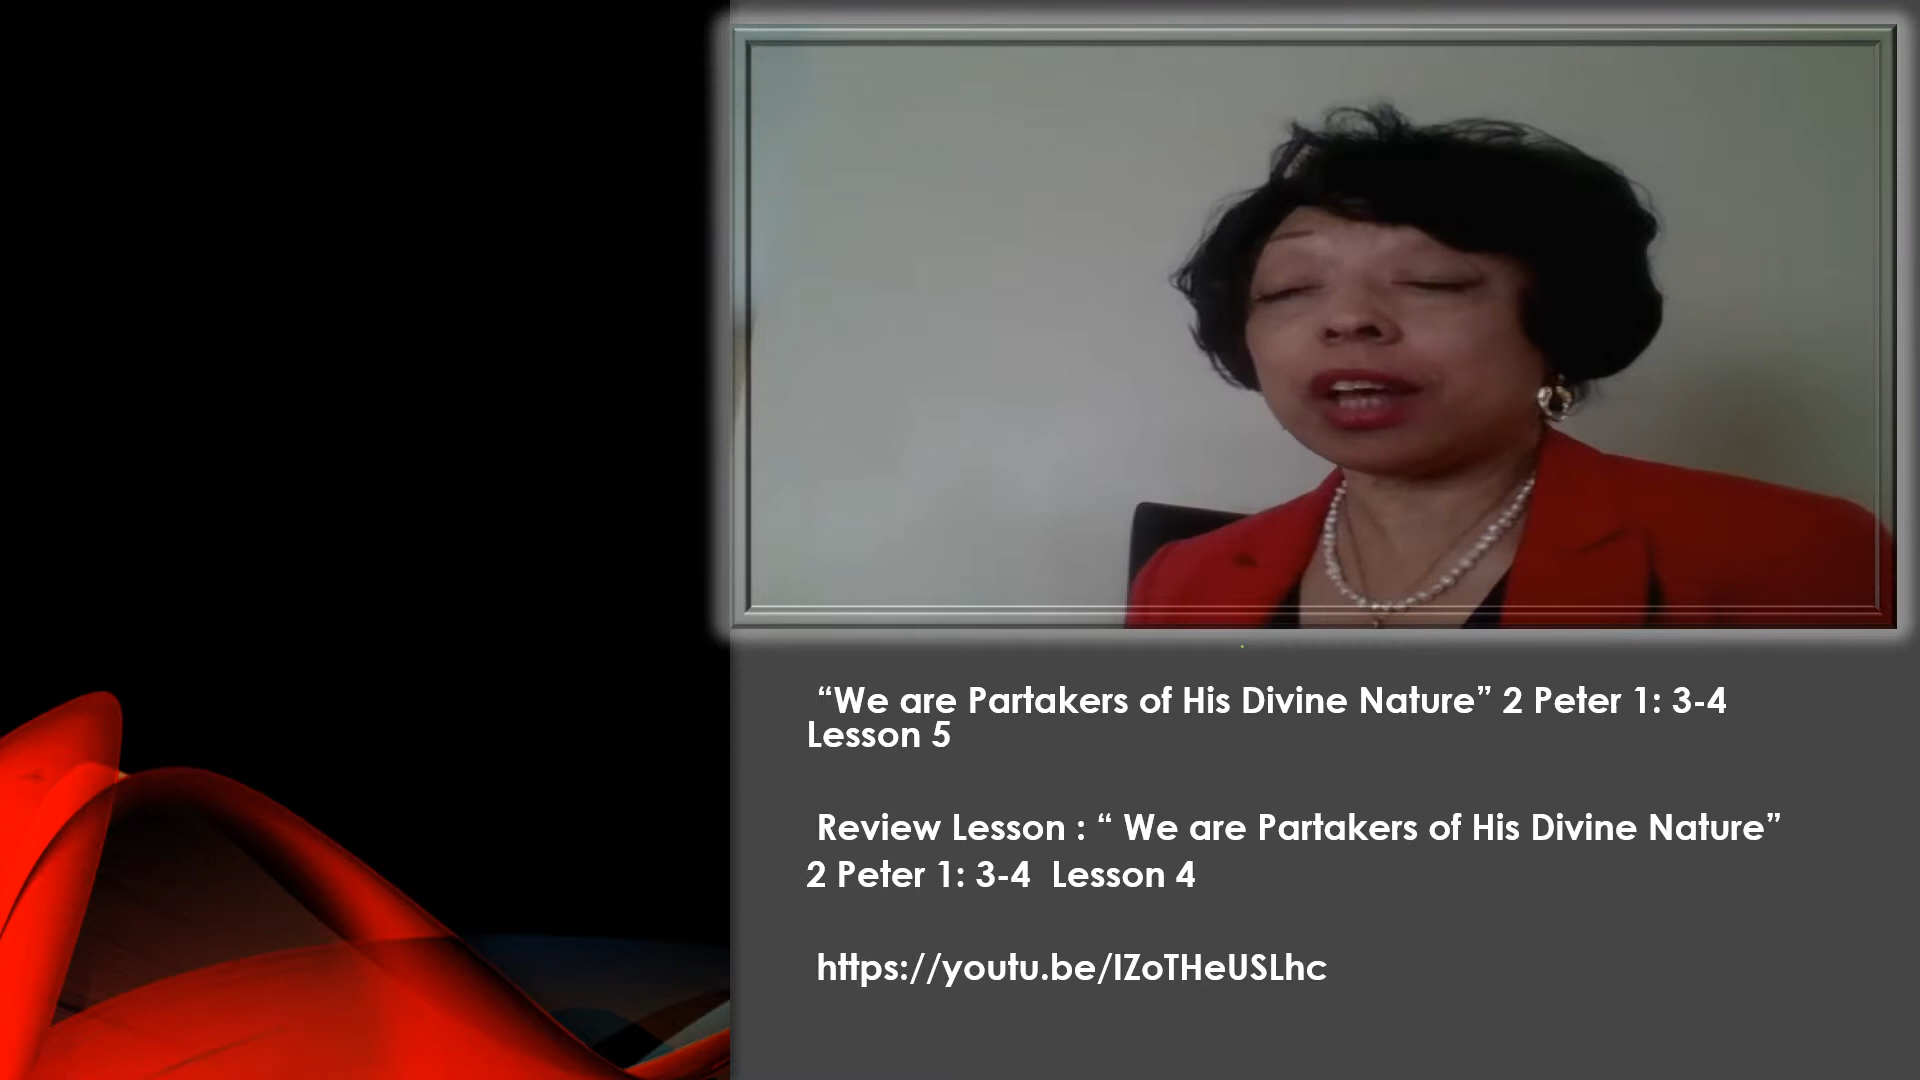 “We are Partakers of His Divine Nature” 2 Peter 1: 3-4
Lesson 5
Review Lesson : “ We are Partakers of His Divine Nature”
2 Peter 1: 3-4 Lesson 4
https://youtu.be/IZoTHeUSLhc